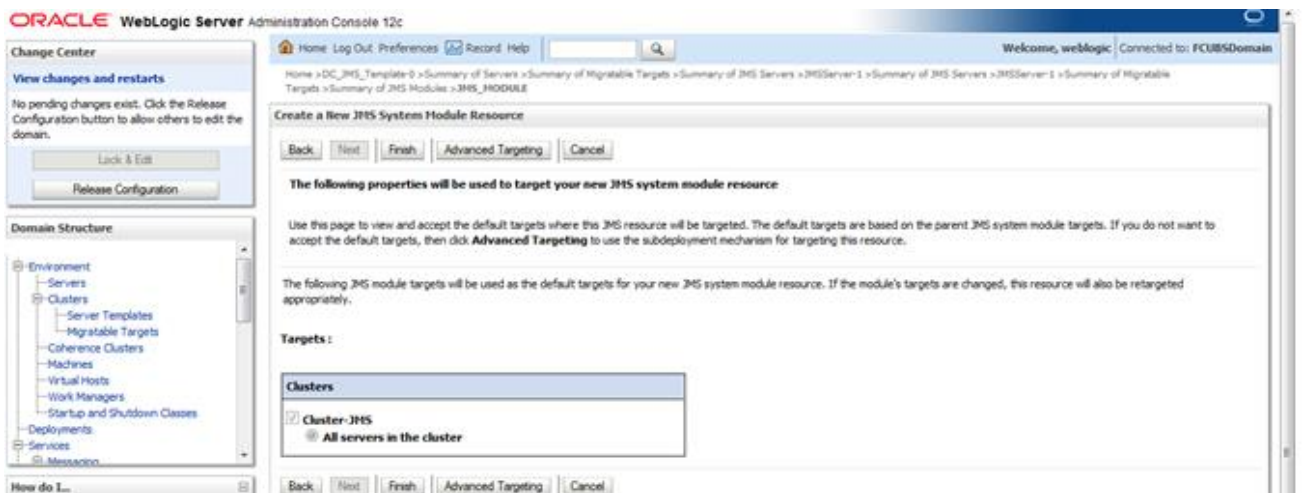 ORACLE WebLogic Server Administration Console 12c
Change Center
View changes and restarts
No pending changes exist. Click the Release
Configuration button to allow others to edit the
domain.
Lock & Edit
Release Configuration
Domain Structure
Environment
Servers
Clusters
Server Templates
Migratable Targets
Coherence Clusters
Machines
Virtual Hosts
Work Managers
Startup and Shutdown Classes
Deployments
Services
Messaging
How do I...
Home Log Out Preferences Record Help
Welcome, weblogic Connected to: FCUBSDomain
Home >DC_JMS_Template-0 >Summary of Servers >Summary of Migratable Targets >Summary of JMS Servers >JMSServer-1 >Summary of JMS Servers >JMSServer-1 >Summary of Migratable
Targets >Summary of JMS Modules >JMS_MODULE
Create a New JMS System Module Resource
Back Next Finish Advanced Targeting Cancel
The following properties will be used to target your new JMS system module resource
Use this page to view and accept the default targets where this JMS resource will be targeted. The default targets are based on the parent JMS system module targets. If you do not want to
accept the default targets, then click Advanced Targeting to use the subdeployment mechanism for targeting this resource.
The following JMS module targets will be used as the default targets for your new JMS system module resource. If the module's targets are changed, this resource will also be retargeted
appropriately.
Targets :
Clusters
Cluster-JMS
All servers in the cluster
Back Next Finish Advanced Targeting Cancel